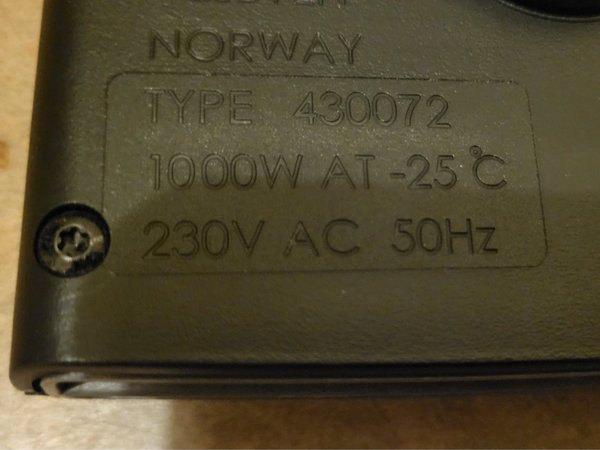 NORWAY
TYPE 430072
1000W AT -25°C
230V AC 50Hz